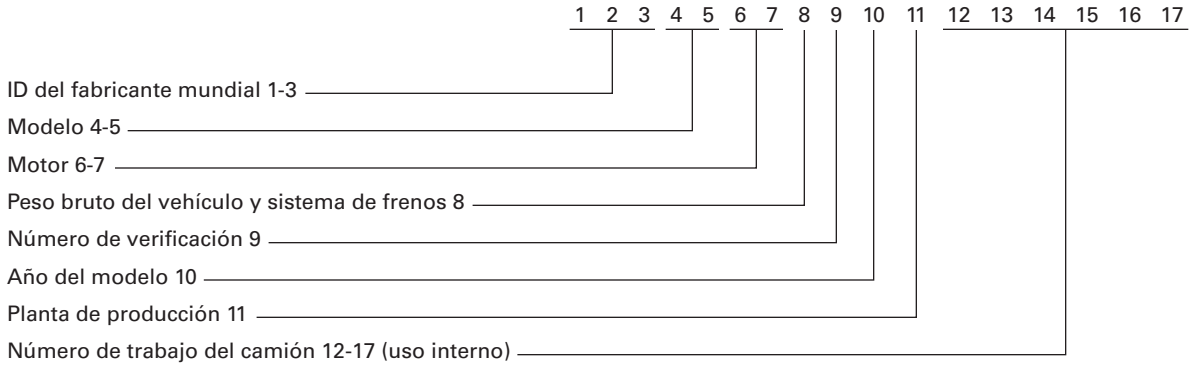 1 2 3 4 5 6 7 8 9 10 11 12 13 14 15 16 17
ID del fabricante mundial 1-3
Modelo 4-5
Motor 6-7
Peso bruto del vehículo y sistema de frenos 8
Número de verificación 9
Año del modelo 10
Planta de producción 11
Número de trabajo del camión 12-17 (uso interno)